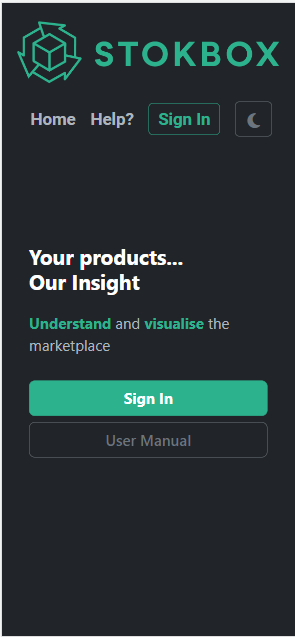 STOKBOX
Home Help? Sign In
Your products...
Our Insight
Understand and visualise the
marketplace
Sign In
User Manual